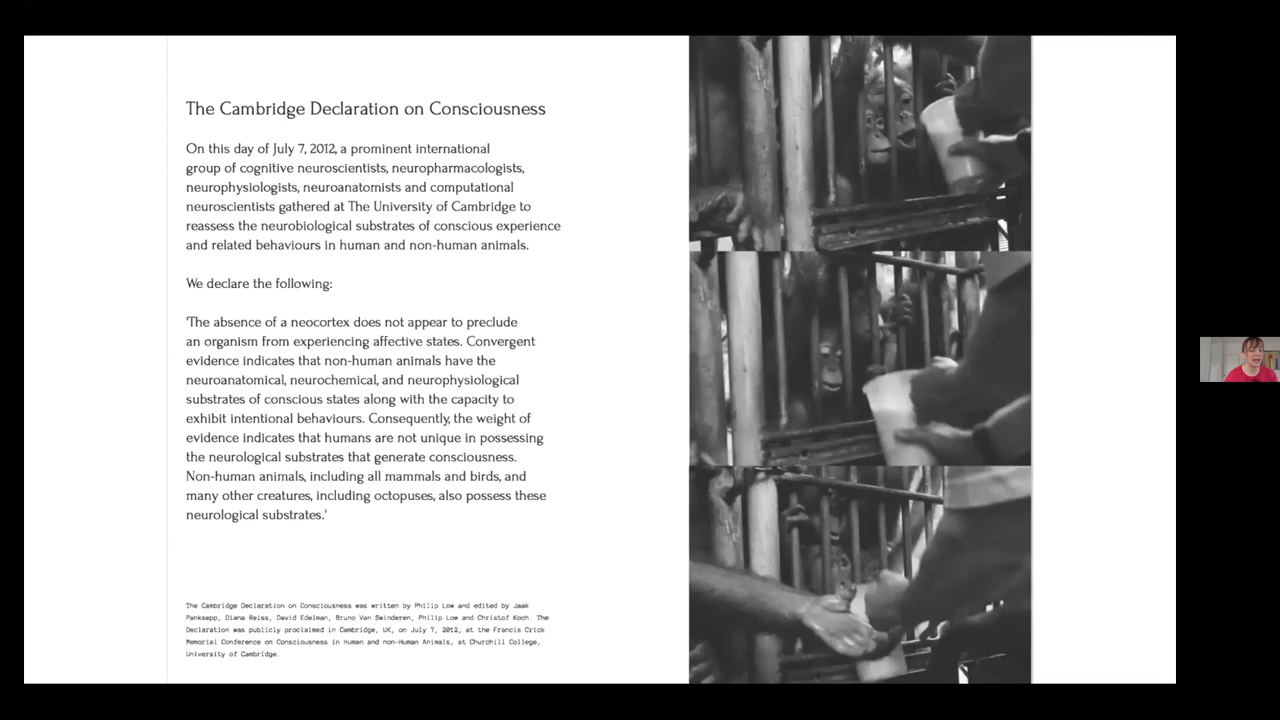 The Cambridge Declaration on Consciousness
On this day of July 7, 2012, a prominent international
group of cognitive neuroscientists, neuropharmacologists,
neurophysiologists, neuroanatomists and computational
neuroscientists gathered at The University of Cambridge to
reassess the neurobiological substrates of conscious experience
and related behaviours in human and non-human animals.
We declare the following:
'The absence of a neocortex does not appear to preclude
an organism from experiencing affective states. Convergent
evidence indicates that non-human animals have the
neuroanatomical, neurochemical, and neurophysiological
substrates of conscious states along with the capacity to
exhibit intentional behaviours. Consequently, the weight of
evidence indicates that humans are not unique in possessing
the neurological substrates that generate consciousness.
Non-human animals, including all mammals and birds, and
many other creatures, including octopuses, also possess these
neurological substrates.'
The Cambridge Declaration on Consciousness was written by Philip Low and edited by Jaak
Panksepp, Diana Reiss, David Edelman, Bruno Van Swinderen, Philip Low and Christof Koch. The
Declaration was publicly proclaimed in Cambridge, UK, on July 7, 2012, at the Francis Crick
Memorial Conference on Consciousness in Human and non-Human Animals, at Churchill College,
University of Cambridge.